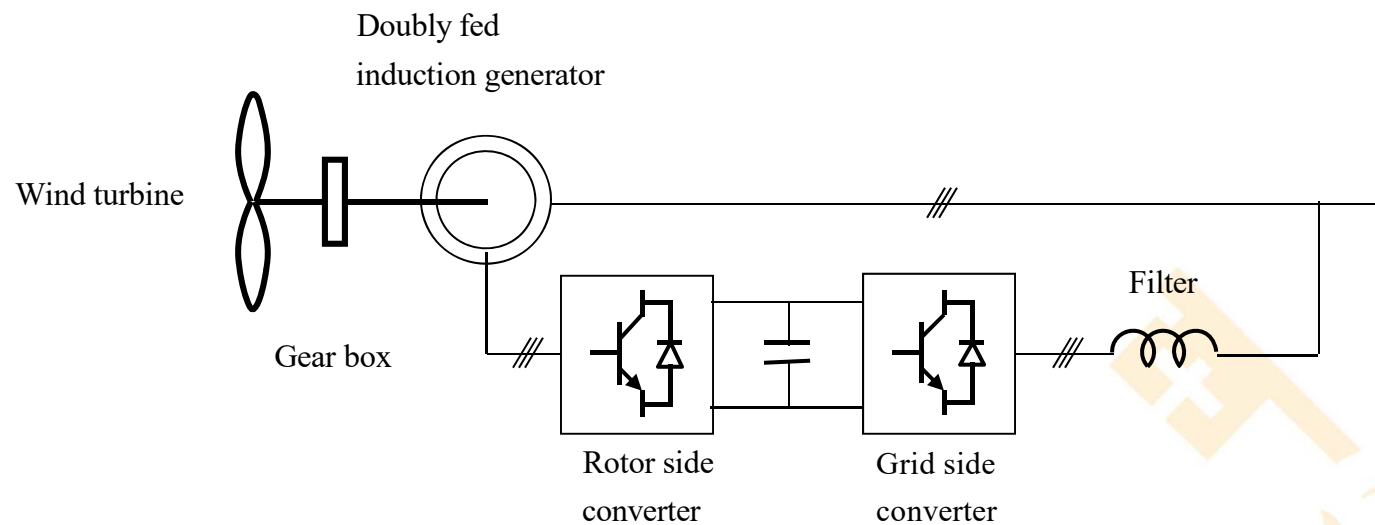 Doubly fed
induction generator
Wind turbine
Filter
Gear box
Rotor side
converter
Grid side
converter